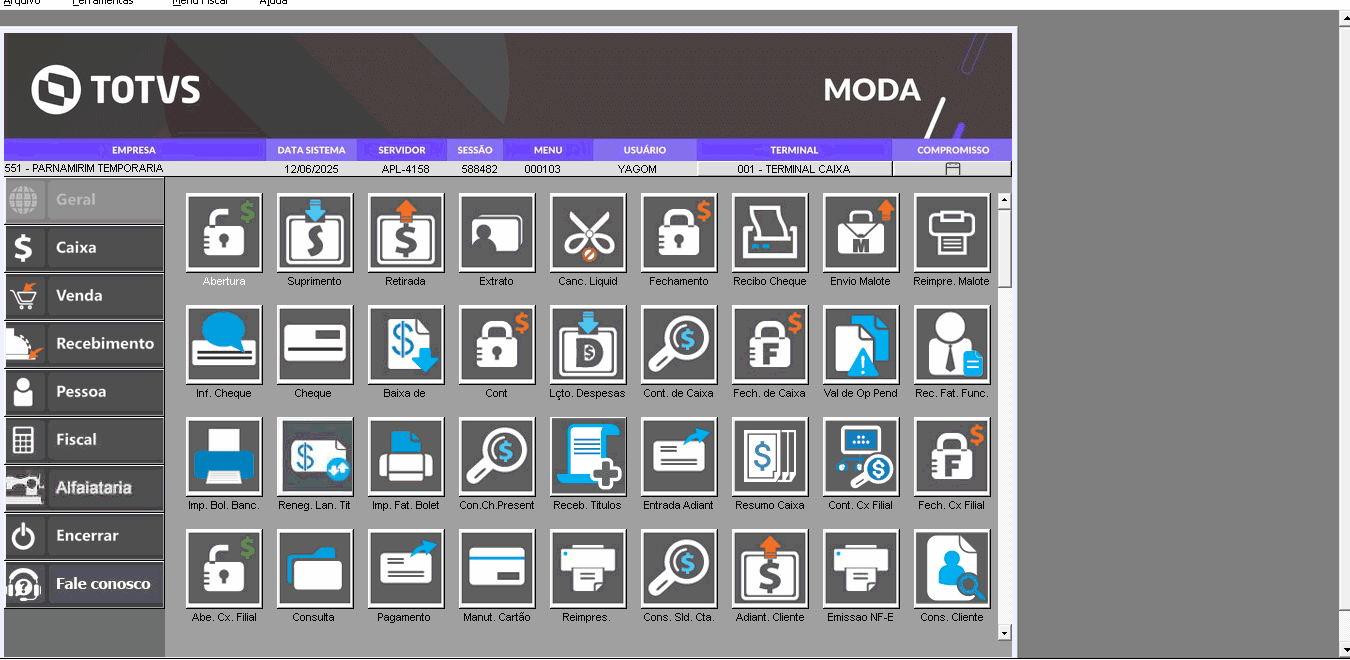 Arquivo Ferramentas Menu Fiscal Ajuda
TOTVS
MODA
EMPRESA DATA SISTEMA SERVIDOR SESSÃO MENU USUÁRIO TERMINAL COMPROMISSO
551 - PARNAMIRIM TEMPORARIA 12/06/2025 APL-4158 588482 000103 YAGOM 001 - TERMINAL CAIXA
Geral
Caixa
Venda
Recebimento
Pessoa
Fiscal
Alfaiataria
Encerrar
Fale conosco
Abertura Suprimento Retirada Extrato Canc. Liquid Fechamento Recibo Cheque Envio Malote Reimpre. Malote
Inf. Cheque Cheque Baixa de Cont Lçto. Despesas Cont. de Caixa Fech. de Caixa Val de Op Pend Rec. Fat. Func.
Imp. Bol. Banc. Reneg. Lan. Tit Imp. Fat. Bolet Con.Ch.Present Receb. Titulos Entrada Adiant Resumo Caixa Cont. Cx Filial Fech. Cx Filial
Abe. Cx. Filial Consulta Pagamento Manut. Cartão Reimpres. Cons. Sld. Cta. Adiant. Cliente Emissao NF-E Cons. Cliente